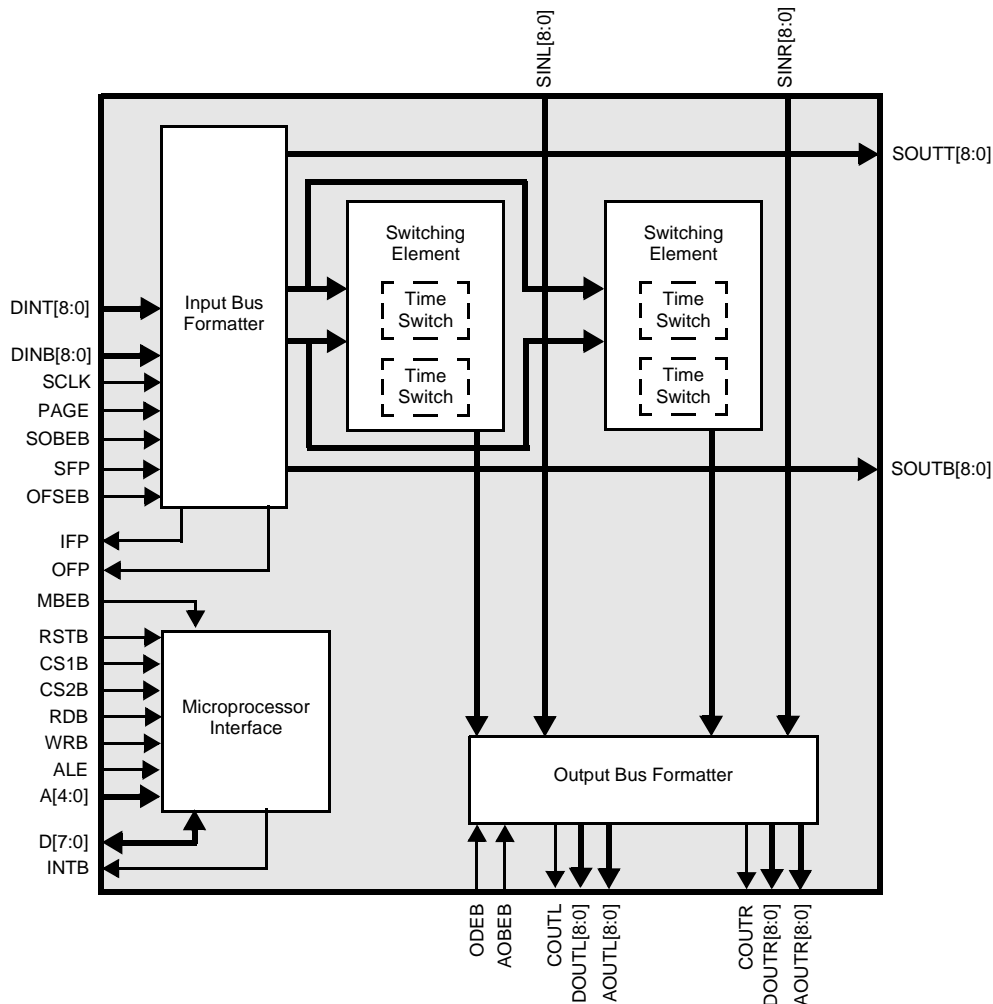 SINL[8:0]
SINR[8:0]
SOUTT[8:0]
Switching
Element
Time
Switch
Time
Switch
Switching
Element
Time
Switch
Time
Switch
Input Bus
Formatter
DINT[8:0]
DINB[8:0]
SCLK
PAGE
SOBEB
SFP
OFSEB
IFP
OFP
SOUTB[8:0]
MBEB
RSTB
CS1B
CS2B
RDB
WRB
ALE
A[4:0]
D[7:0]
INTB
Microprocessor
Interface
Output Bus Formatter
ODEB
AOBEB
COUTL
DOUTL[8:0]
AOUTL[8:0]
COUTR
DOUTR[8:0]
AOUTR[8:0]